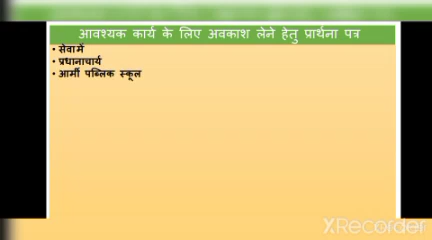 आवश्यक कार्य के लिए अवकाश लेने हेतु प्रार्थना पत्र
• सेवामें
• प्रधानाचार्य
• आर्मी पब्लिक स्कूल
XRecorder